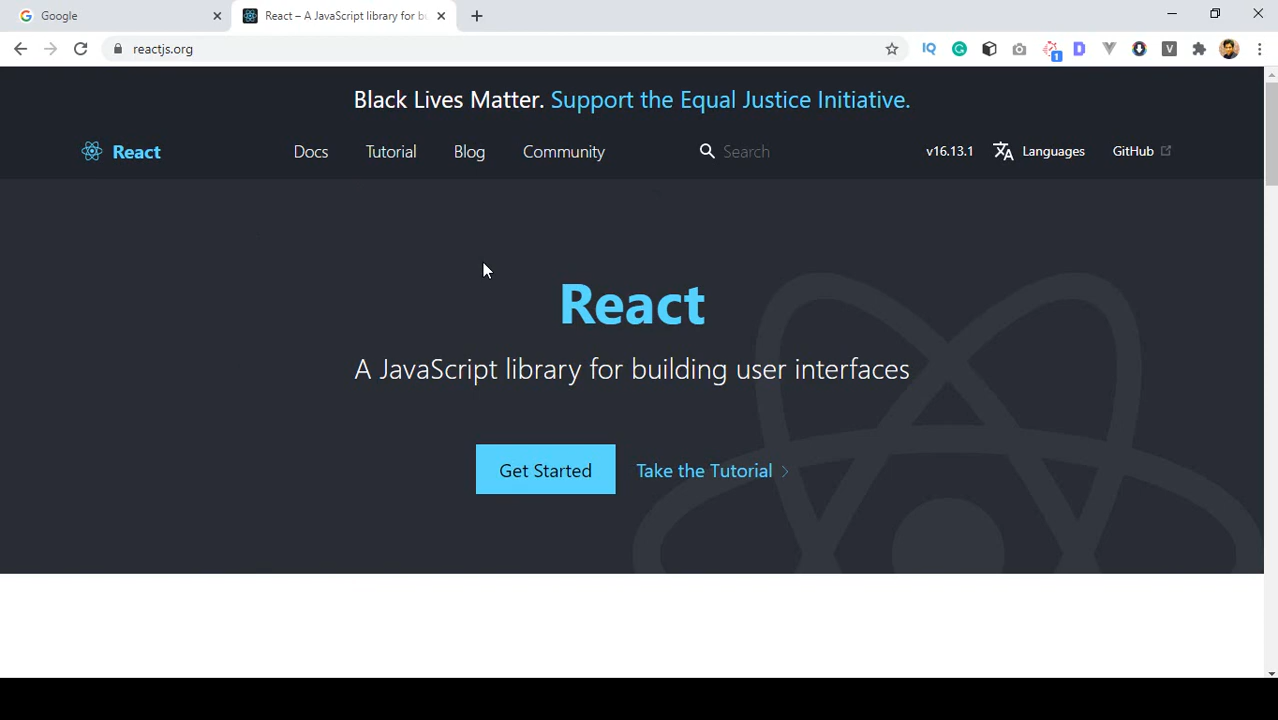 Google
React – A JavaScript library for bu
reactjs.org
IQ
1
D
V
Black Lives Matter. Support the Equal Justice Initiative.
React
Docs
Tutorial
Blog
Community
Search
v16.13.1
Languages
GitHub
React
A JavaScript library for building user interfaces
Get Started
Take the Tutorial